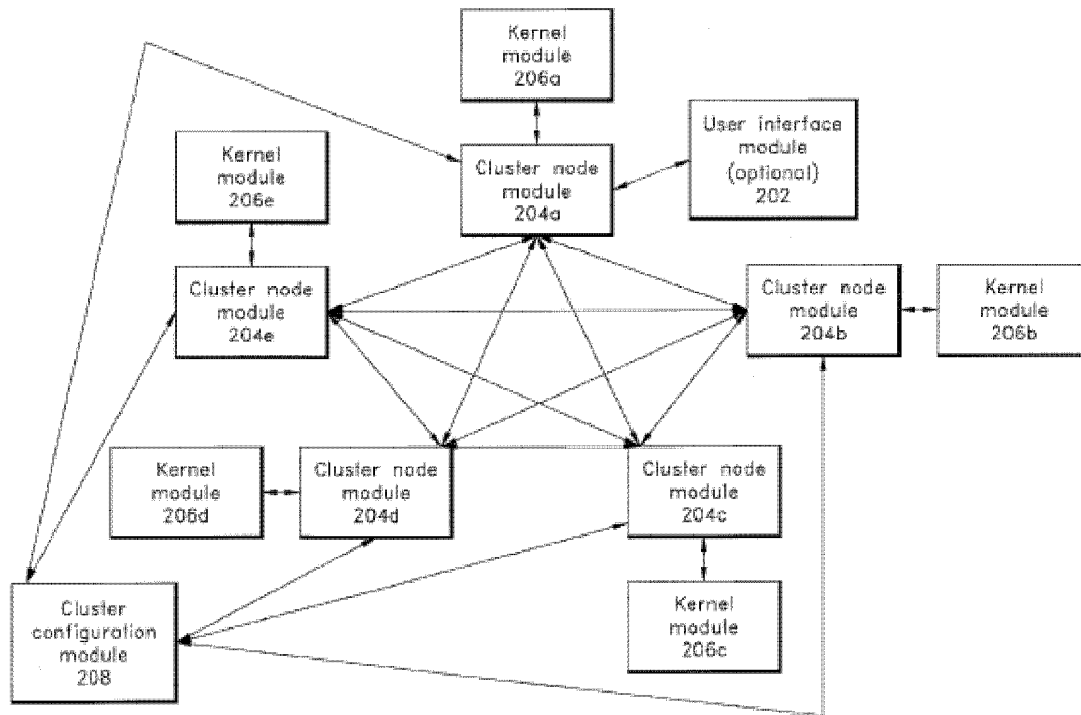 Kernel
module
206a
User interface
module
(optional)
202
Kernel
module
206e
Cluster node
module
204a
Cluster node
module
204e
Cluster node
module
204b
Kernel
module
206b
Kernel
module
206d
Cluster node
module
204d
Cluster node
module
204c
Cluster
configuration
module
208
Kernel
module
206c